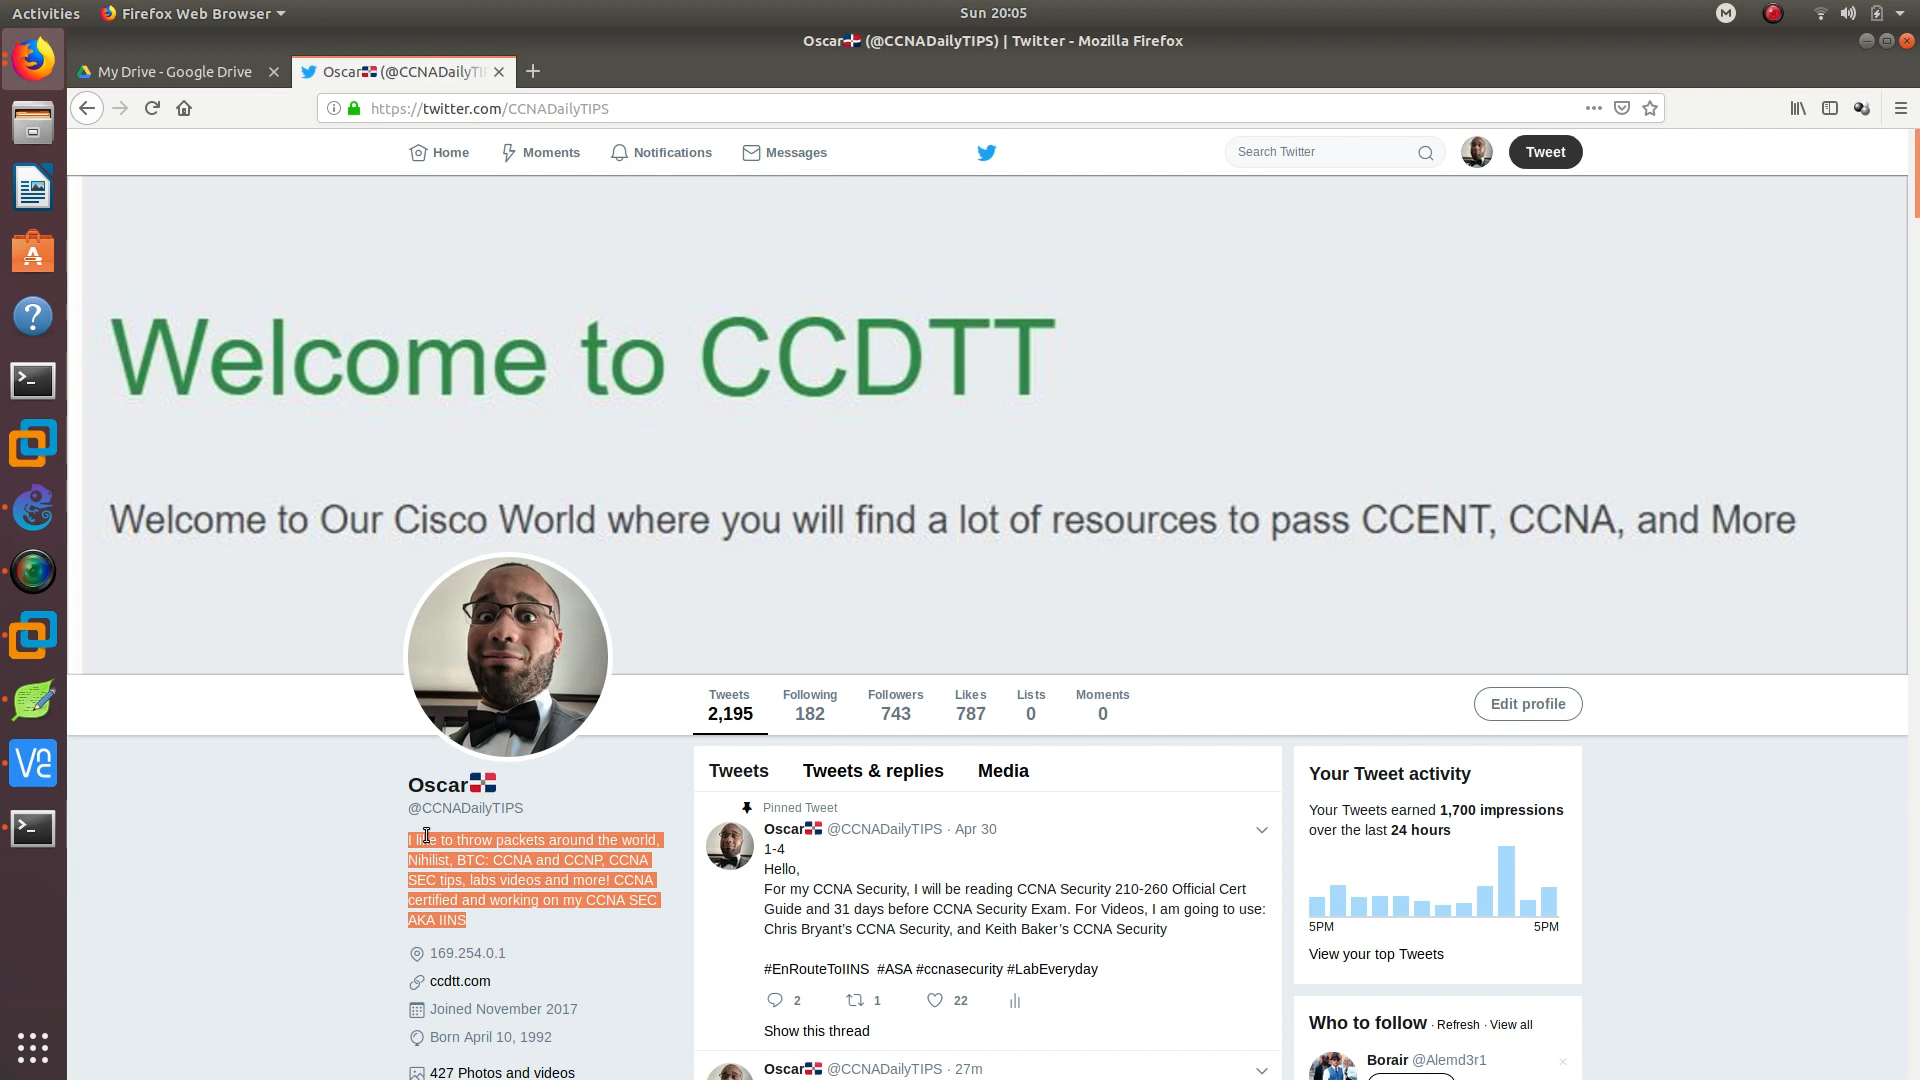 Activities Firefox Web Browser Sun 20:05
Oscar🇩🇴 (@CCNADailyTIPS) | Twitter - Mozilla Firefox
My Drive - Google Drive Oscar🇩🇴 (@CCNADailyTI
https://twitter.com/CCNADailyTIPS
Home Moments Notifications Messages Search Twitter Tweet
Welcome to CCDTT
Welcome to Our Cisco World where you will find a lot of resources to pass CCENT, CCNA, and More
Tweets Following Followers Likes Lists Moments
2,195 182 743 787 0 0
Edit profile
Oscar🇩🇴
@CCNADailyTIPS
I like to throw packets around the world,
Nihilist, BTC: CCNA and CCNP, CCNA
SEC tips, labs videos and more! CCNA
certified and working on my CCNA SEC
AKA IINS
169.254.0.1
ccdtt.com
Joined November 2017
Born April 10, 1992
427 Photos and videos
Tweets Tweets & replies Media
Pinned Tweet
Oscar🇩🇴 @CCNADailyTIPS · Apr 30
1-4
Hello,
For my CCNA Security, I will be reading CCNA Security 210-260 Official Cert
Guide and 31 days before CCNA Security Exam. For Videos, I am going to use:
Chris Bryant's CCNA Security, and Keith Baker's CCNA Security
#EnRouteToIINS #ASA #ccnasecurity #LabEveryday
2 1 22
Show this thread
Oscar🇩🇴 @CCNADailyTIPS · 27m
Your Tweet activity
Your Tweets earned 1,700 impressions
over the last 24 hours
5PM 5PM
View your top Tweets
Who to follow · Refresh · View all
Borair @Alemd3r1